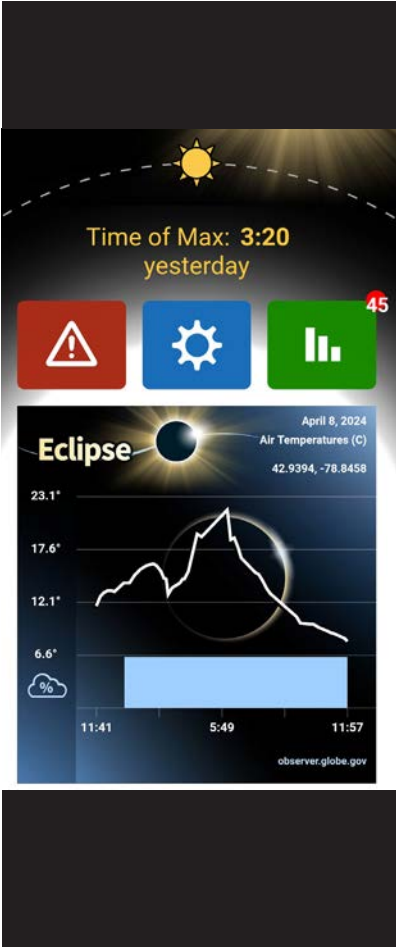 Time of Max: 3:20
yesterday
45
April 8, 2024
Eclipse
Air Temperatures (C)
42.9394, -78.8458
23.1°
17.6°
12.1°
6.6°
%
11:41 5:49 11:57
observer.globe.gov